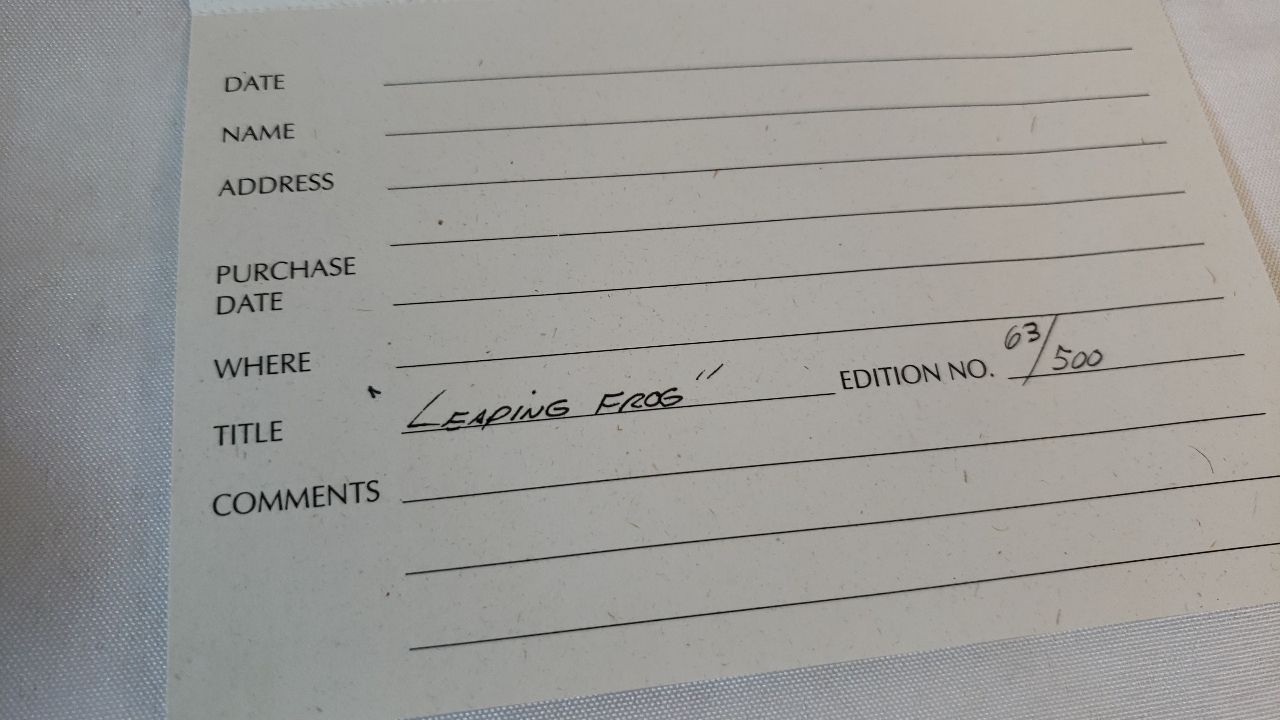 DATE
NAME
ADDRESS
PURCHASE
DATE
WHERE
TITLE "LEAPING FROG" EDITION NO. 63/500
COMMENTS